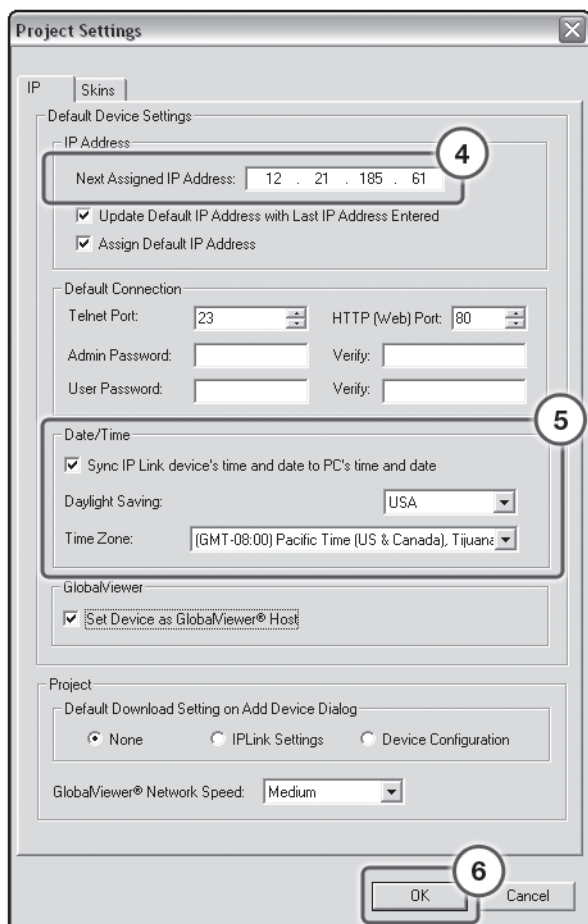 Project Settings
IP
Skins
Default Device Settings
IP Address
4
Next Assigned IP Address: 12 . 21 . 185 . 61
Update Default IP Address with Last IP Address Entered
Assign Default IP Address
Default Connection
Telnet Port: 23 HTTP (Web) Port: 80
Admin Password: Verify:
User Password: Verify:
5
Date/Time
Sync IP Link device's time and date to PC's time and date
Daylight Saving: USA
Time Zone: (GMT-08:00) Pacific Time (US & Canada), Tijuana
GlobalViewer
Set Device as GlobalViewer® Host
Project
Default Download Setting on Add Device Dialog
None IPLink Settings Device Configuration
GlobalViewer® Network Speed: Medium
6
OK Cancel